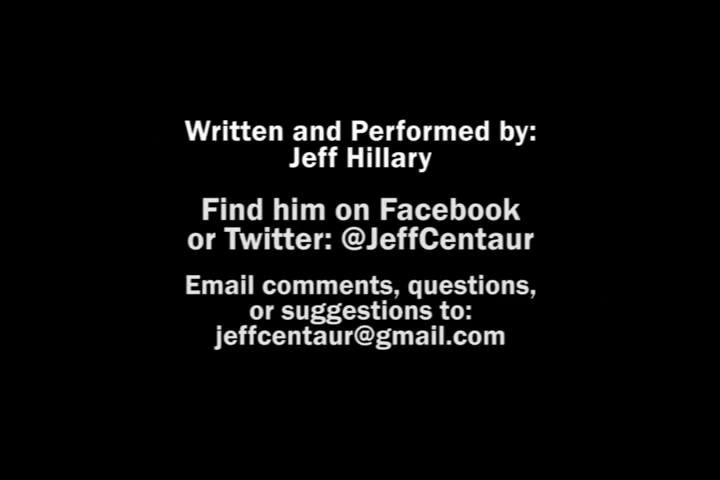 Written and Performed by:
Jeff Hillary
Find him on Facebook
or Twitter: @JeffCentaur
Email comments, questions,
or suggestions to:
jeffcentaur@gmail.com